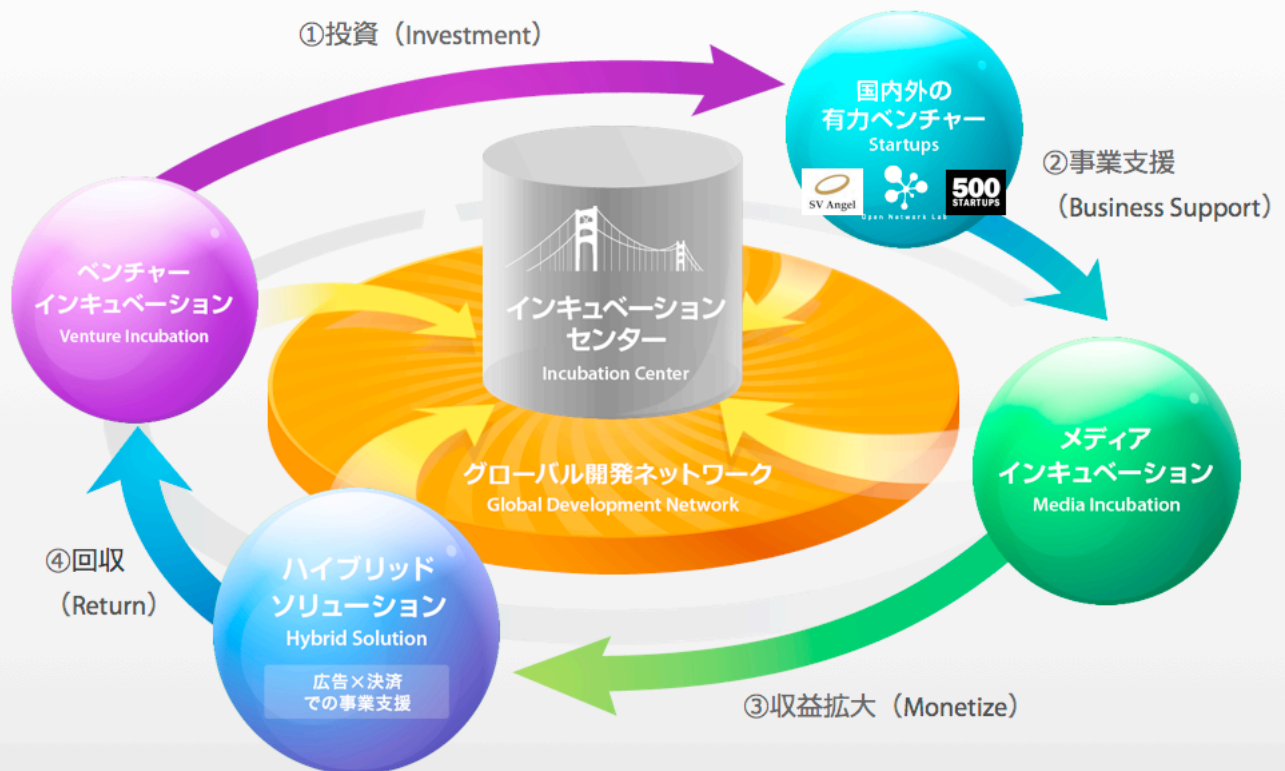 ①投資（Investment）
国内外の
有力ベンチャー
Startups
SV Angel
Open Network Lab
500
STARTUPS
②事業支援
（Business Support）
ベンチャー
インキュベーション
Venture Incubation
インキュベーション
センター
Incubation Center
グローバル開発ネットワーク
Global Development Network
メディア
インキュベーション
Media Incubation
④回収
（Return）
ハイブリッド
ソリューション
Hybrid Solution
広告×決済
での事業支援
③収益拡大（Monetize）